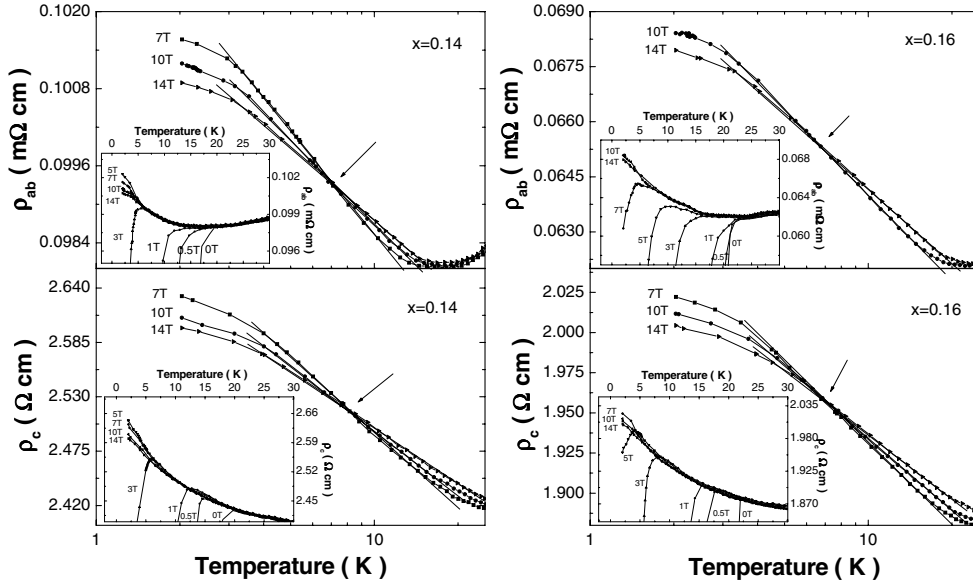 ρab ( mΩ cm)
0.1008
0.0996
0.0984
7T
10T
14T
x=0.14
Temperature ( K )
0 5 10 15 20 25 30
5T
7T
10T
14T
3T
1T
0.5T
0T
0.102
0.099
0.096
ρab ( mΩ cm)
ρab ( mΩ cm)
0.0690
0.0678
0.0666
0.0654
0.0642
0.0630
10T
14T
x=0.16
Temperature ( K )
0 5 10 15 20 25 30
10T
14T
7T
5T
3T
1T
0.5T
0T
0.068
0.064
0.060
ρab ( mΩ cm)
ρc ( Ω cm)
2.640
2.585
2.530
2.475
2.420
7T
10T
14T
x=0.14
Temperature ( K )
0 5 10 15 20 25 30
5T
7T
10T
14T
3T
1T
0.5T
0T
2.66
2.59
2.52
2.45
ρc ( Ω cm)
1 10
Temperature ( K )
ρc ( Ω cm)
2.025
2.000
1.975
1.950
1.925
1.900
7T
10T
14T
x=0.16
Temperature ( K )
0 5 10 15 20 25 30
7T
10T
14T
5T
3T
1T
0.5T
0T
2.035
1.980
1.925
1.870
ρc ( Ω cm)
1 10
Temperature ( K )